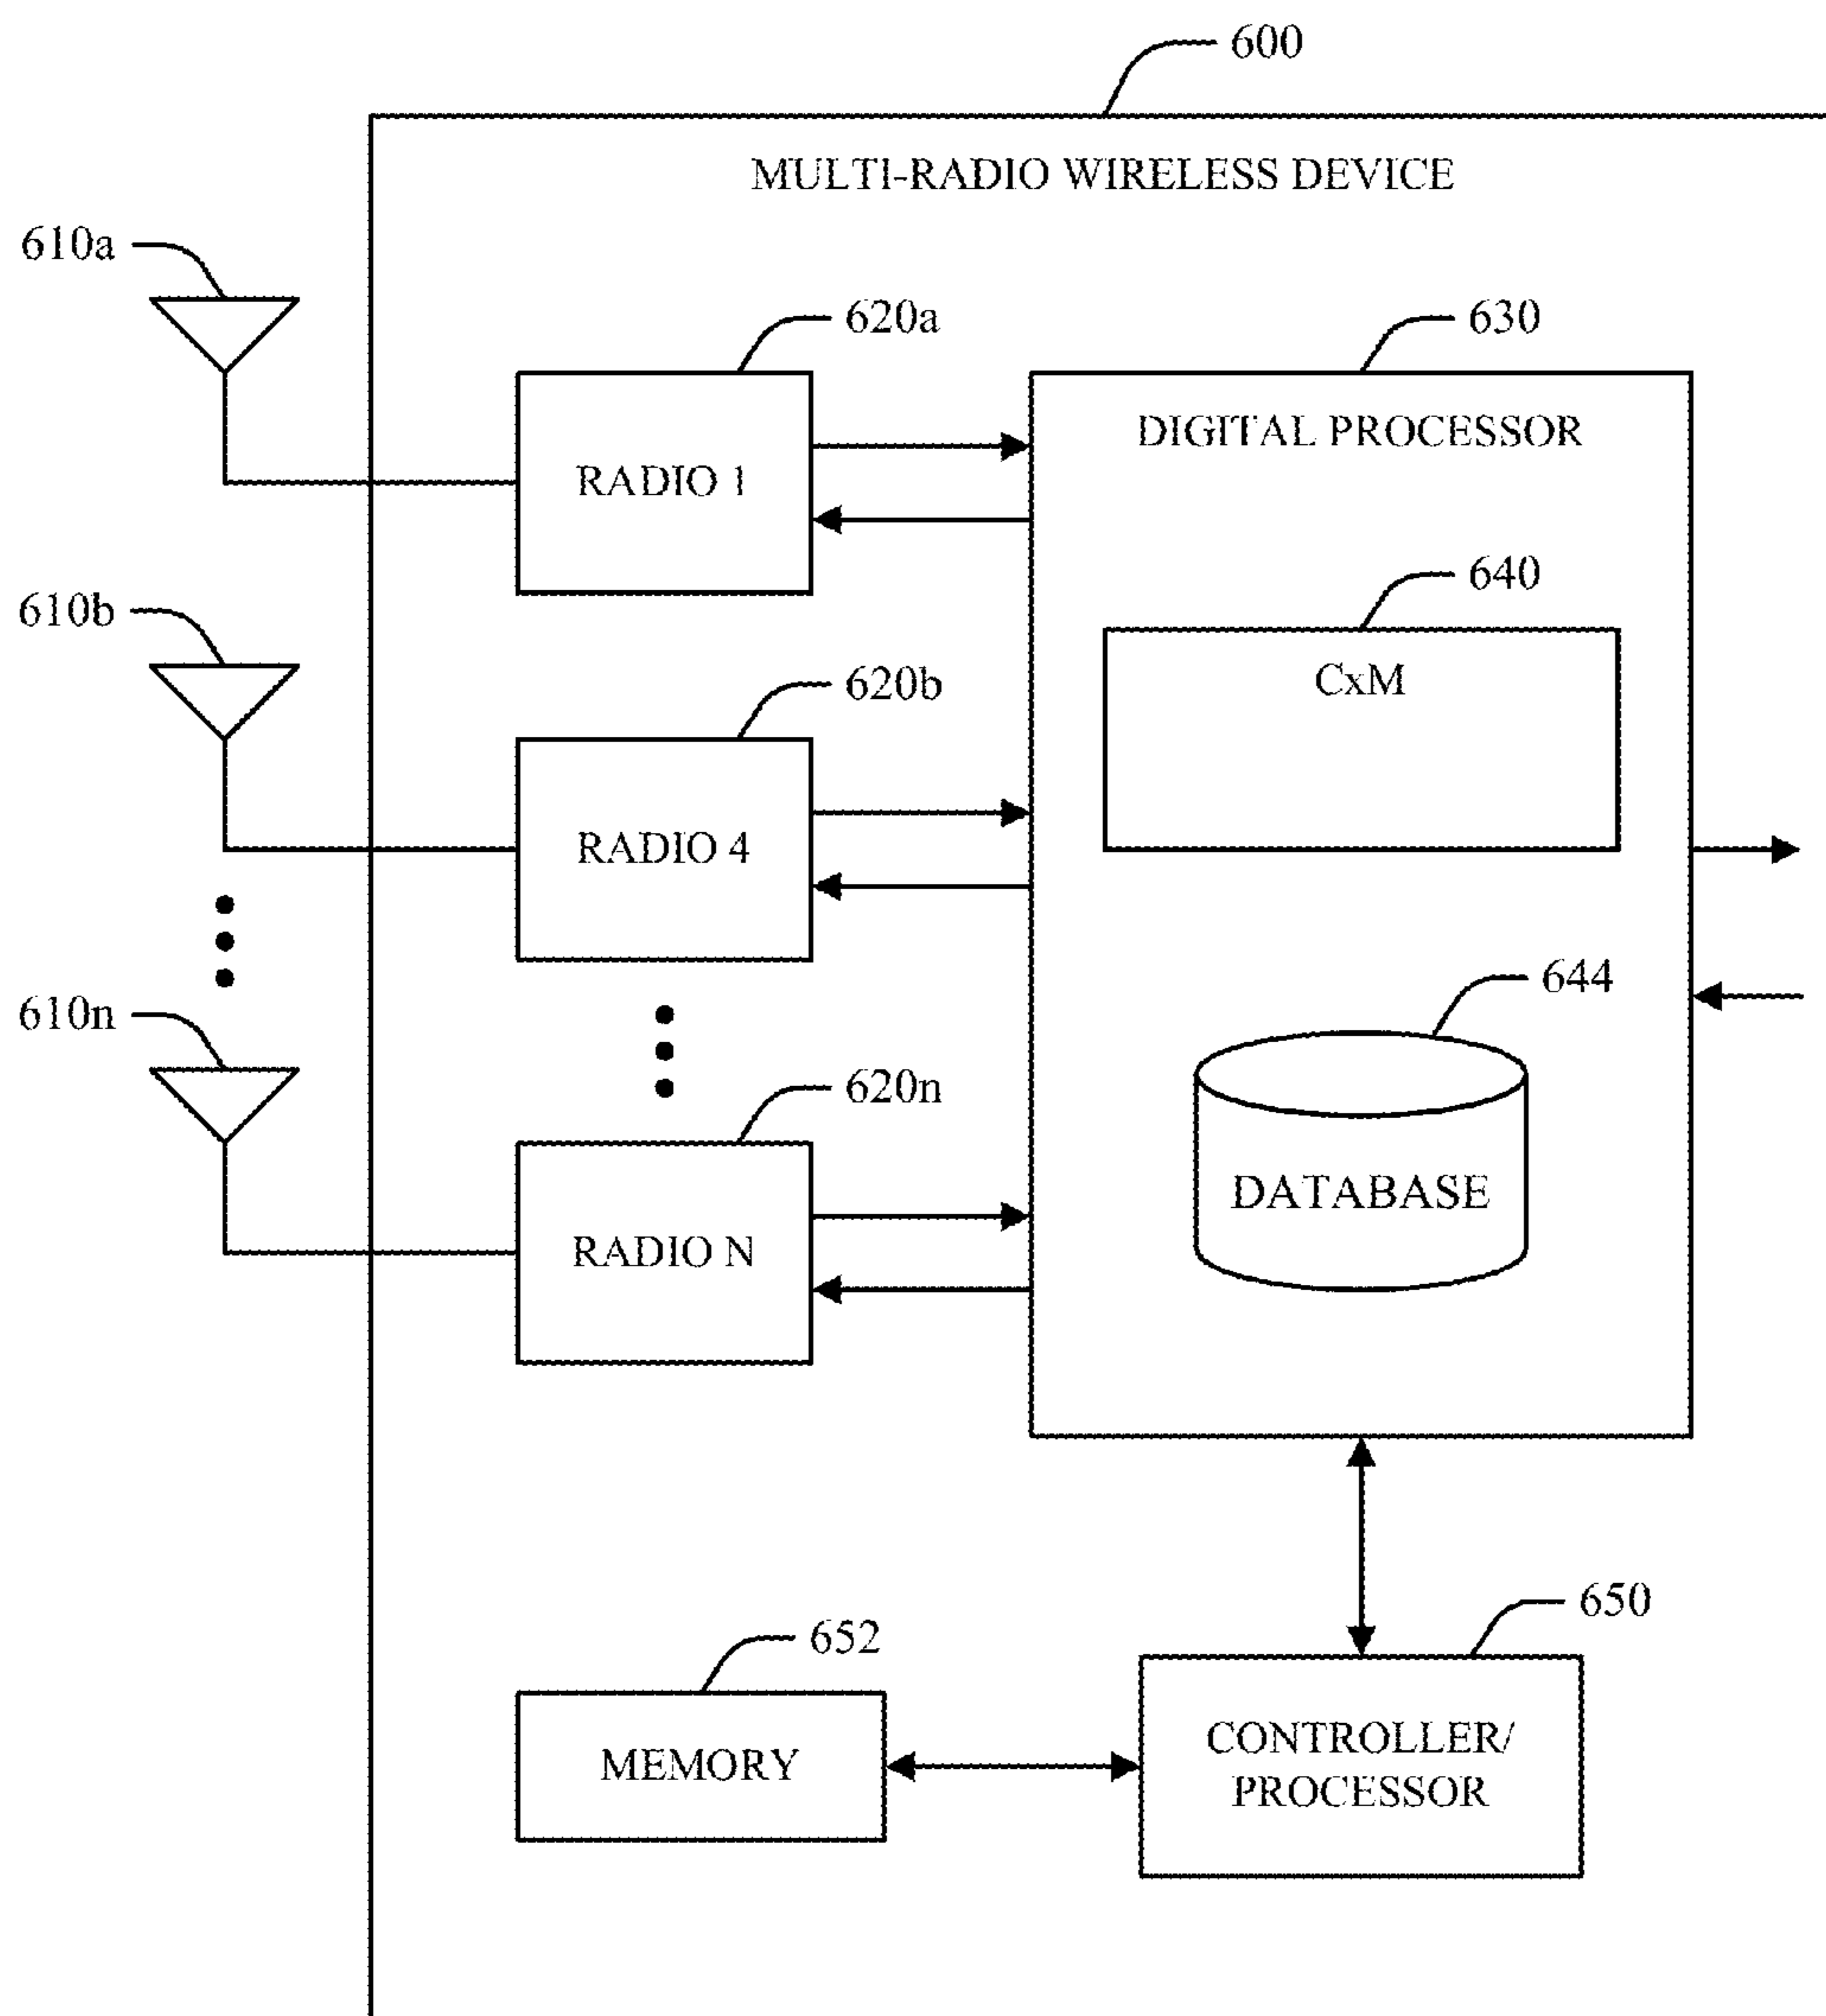 600
MULTI-RADIO WIRELESS DEVICE
610a
620a
630
DIGITAL PROCESSOR
RADIO 1
640
610b
CxM
620b
RADIO 4
644
610n
620n
DATABASE
RADIO N
650
652
CONTROLLER/
MEMORY
PROCESSOR